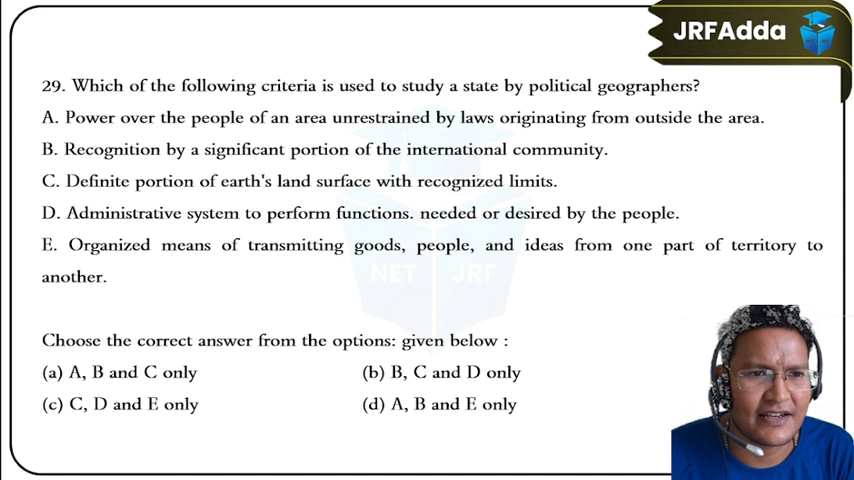 JRFAdda
29. Which of the following criteria is used to study a state by political geographers?
A. Power over the people of an area unrestrained by laws originating from outside the area.
B. Recognition by a significant portion of the international community.
C. Definite portion of earth's land surface with recognized limits.
D. Administrative system to perform functions. needed or desired by the people.
E. Organized means of transmitting goods, people, and ideas from one part of territory to
another.
NET JRF
Choose the correct answer from the options: given below :
(a) A, B and C only (b) B, C and D only
(c) C, D and E only (d) A, B and E only